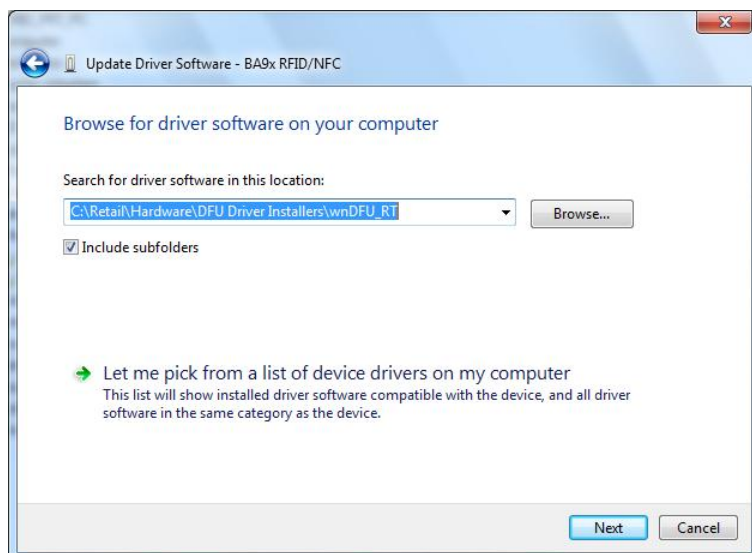 Update Driver Software - BA9x RFID/NFC
Browse for driver software on your computer
Search for driver software in this location:
C:\Retail\Hardware\DFU Driver Installers\wnDFU_RT
Browse...
Include subfolders
Let me pick from a list of device drivers on my computer
This list will show installed driver software compatible with the device, and all driver
software in the same category as the device.
Next
Cancel